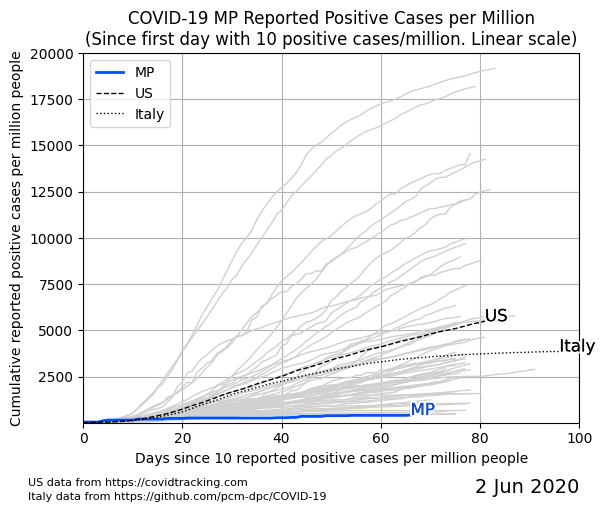 COVID-19 MP Reported Positive Cases per Million
(Since first day with 10 positive cases/million. Linear scale)
Cumulative reported positive cases per million people
20000
17500
15000
12500
10000
7500
5000
2500
MP
US
Italy
US
Italy
MP
0
20
40
60
80
100
Days since 10 reported positive cases per million people
US data from https://covidtracking.com
Italy data from https://github.com/pcm-dpc/COVID-19
2 Jun 2020